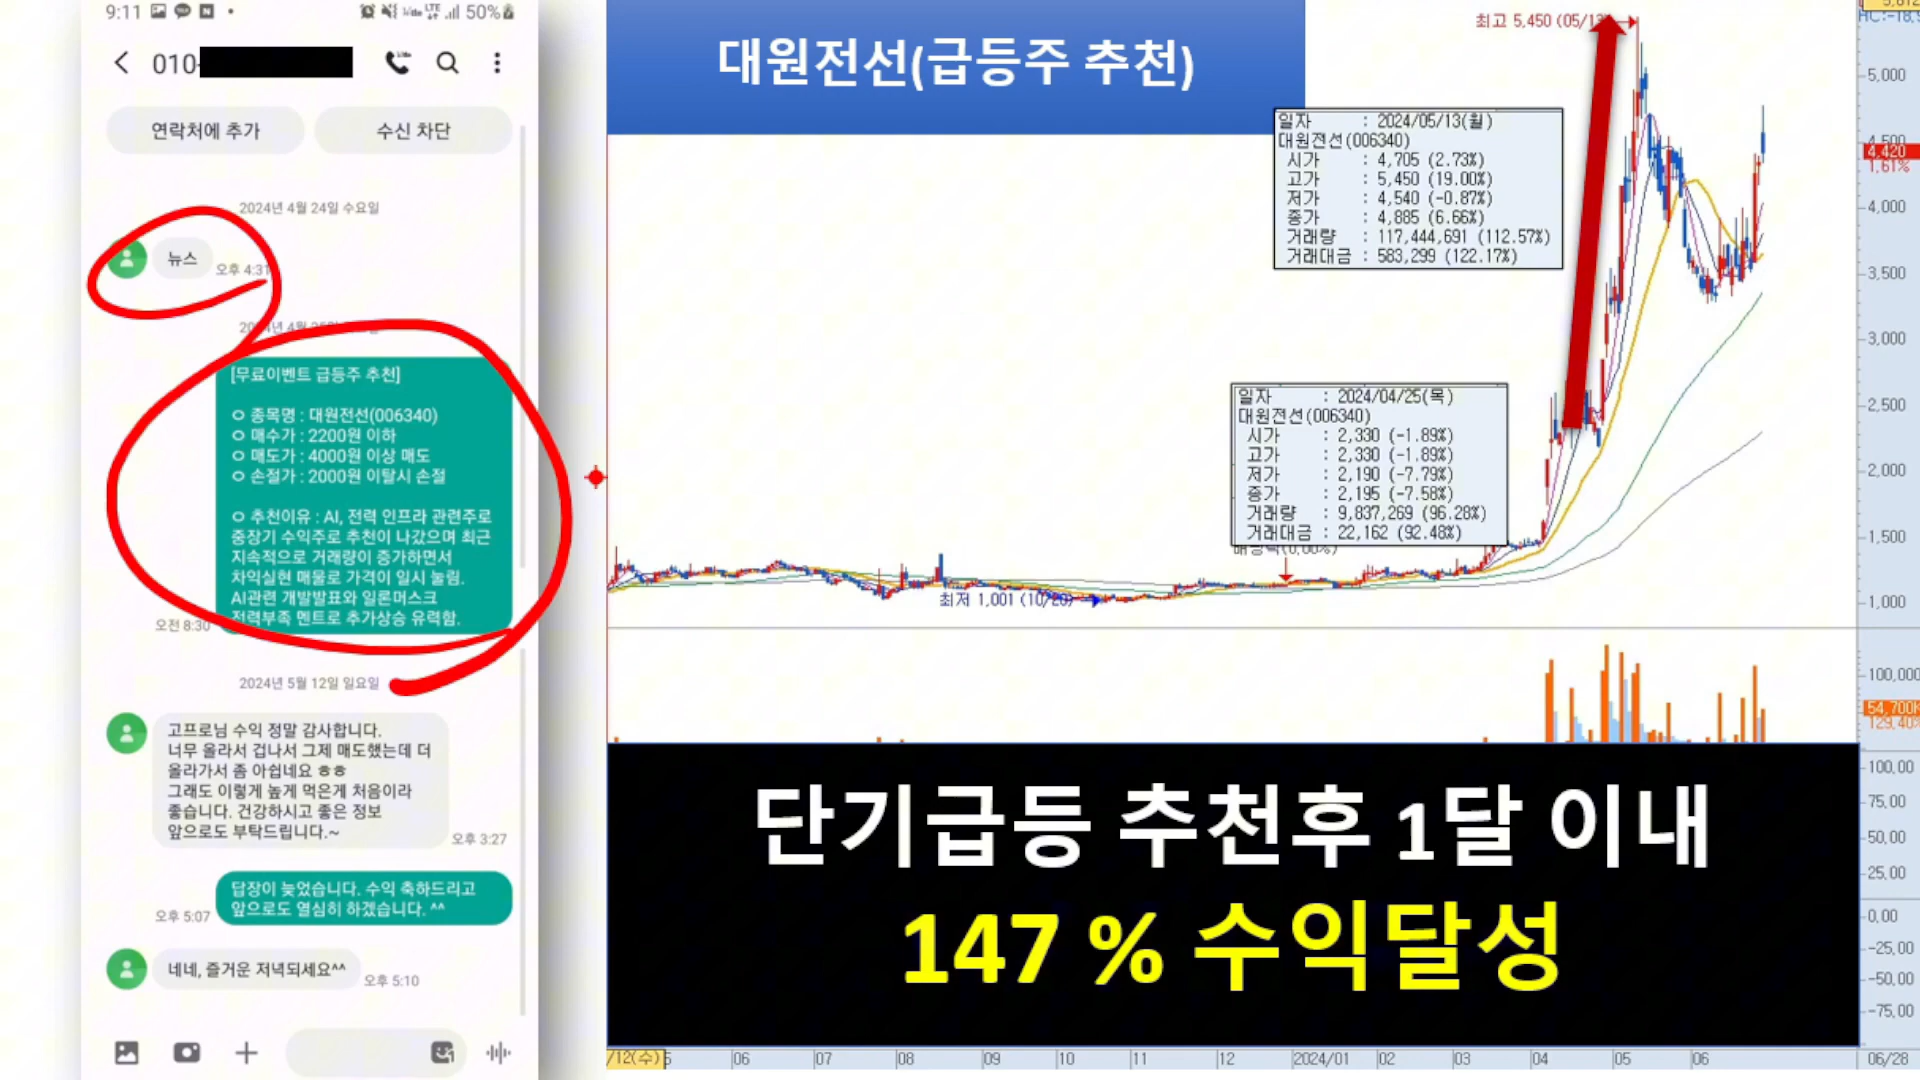 9:11
50%
010-
연락처에 추가
수신 차단
2024년 4월 24일 수요일
뉴스
오후 4:31
[무료이벤트 급등주 추천]
ㅇ 종목명 : 대원전선(006340)
ㅇ 매수가 : 2200원 이하
ㅇ 매도가 : 4000원 이상 매도
ㅇ 손절가 : 2000원 이탈시 손절
ㅇ 추천이유 : AI, 전력 인프라 관련주로
중장기 수익주로 추천이 나갔으며 최근
지속적으로 거래량이 증가하면서
차익실현 매물로 가격이 일시 눌림.
AI관련 개발발표와 일론머스크
전력부족 멘트로 추가상승 유력함.
오전 8:30
2024년 5월 12일 일요일
고프로님 수익 정말 감사합니다.
너무 올라서 겁나서 그제 매도했는데 더
올라가서 좀 아쉽네요 ㅎㅎ
그래도 이렇게 높게 먹은게 처음이라
좋습니다. 건강하시고 좋은 정보
앞으로도 부탁드립니다.~
오후 3:27
답장이 늦었습니다. 수익 축하드리고
앞으로도 열심히 하겠습니다. ^^
오후 5:07
네네, 즐거운 저녁되세요^^
오후 5:10
대원전선(급등주 추천)
최고 5,450 (05/13)
일자 : 2024/05/13(월)
대원전선(006340)
시가 : 4,705 (2.73%)
고가 : 5,450 (19.00%)
저가 : 4,540 (-0.87%)
종가 : 4,885 (6.66%)
거래량 : 117,444,691 (112.57%)
거래대금 : 583,299 (122.17%)
일자 : 2024/04/25(목)
대원전선(006340)
시가 : 2,330 (-1.89%)
고가 : 2,330 (-1.89%)
저가 : 2,190 (-7.79%)
종가 : 2,195 (-7.58%)
거래량 : 9,837,269 (96.28%)
거래대금 : 22,162 (92.48%)
최저 1,001 (10/20)
5,000
4,500
4,420
1,61%
4,000
3,500
3,000
2,500
2,000
1,500
1,000
100,000
54,700K
129,40%
100,00
75,00
50,00
25,00
0,00
-25,00
-50,00
-75,00
단기급등 추천후 1달 이내
147 % 수익달성
/12(수) 5 06 07 08 09 10 11 12 2024/01 02 03 04 05 06 06/28